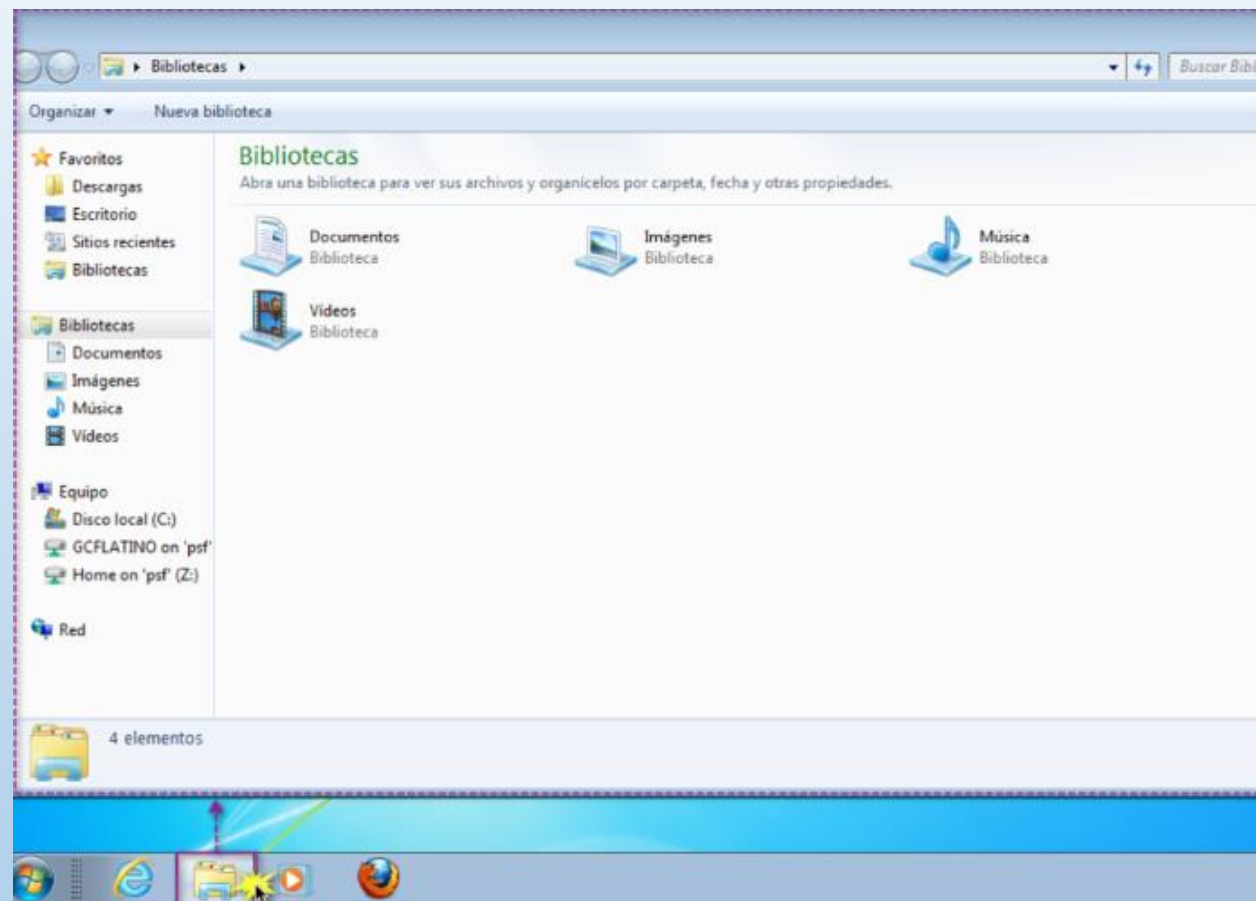 Bibliotecas
Organizar Nueva biblioteca
Favoritos
Descargas
Escritorio
Sitios recientes
Bibliotecas
Bibliotecas
Documentos
Imágenes
Música
Vídeos
Equipo
Disco local (C:)
GCFLATINO on 'psf'
Home on 'psf' (Z:)
Red
Bibliotecas
Abra una biblioteca para ver sus archivos y organícelos por carpeta, fecha y otras propiedades.
Documentos
Biblioteca
Imágenes
Biblioteca
Música
Biblioteca
Vídeos
Biblioteca
4 elementos
Buscar